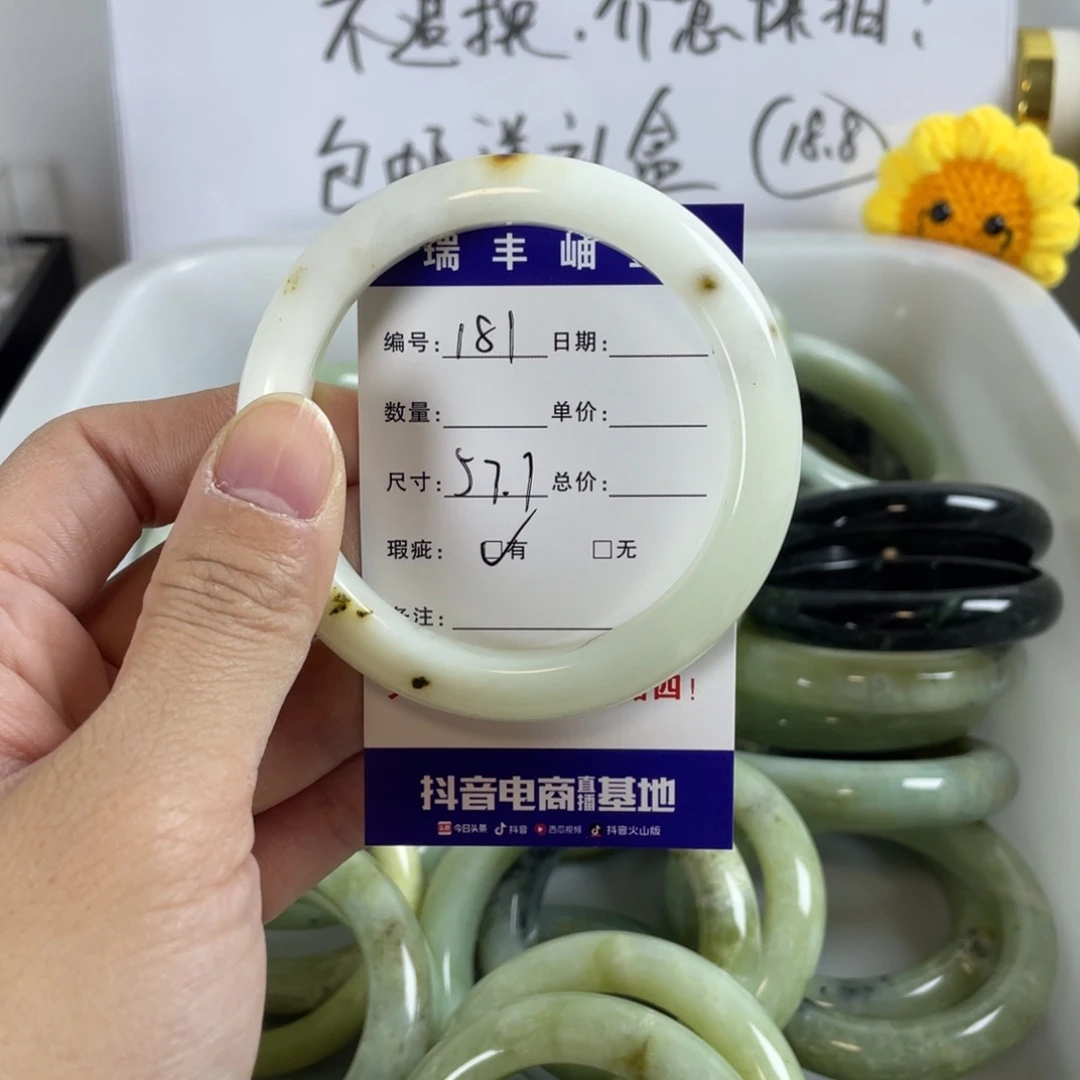 不退换.介意慎拍!
包邮送礼盒 (18.8)
瑞丰岫
编号: 181 日期:
数量: 单价:
尺寸: 57.1 总价:
瑕疵: ☑有 □无
备注:
四!
抖音电商直播基地
头条 今日头条 抖音 西瓜视频 抖音火山版